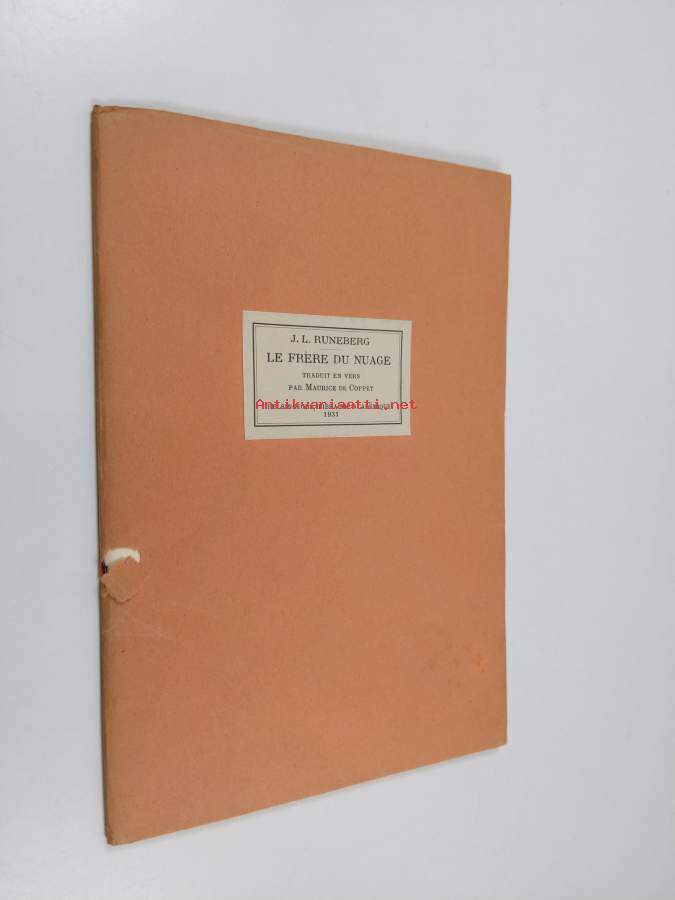 J. L. RUNEBERG
LE FRÈRE DU NUAGE
TRADUIT EN VERS
PAR MAURICE DE COPPET
Antikvariaatti.net
1931